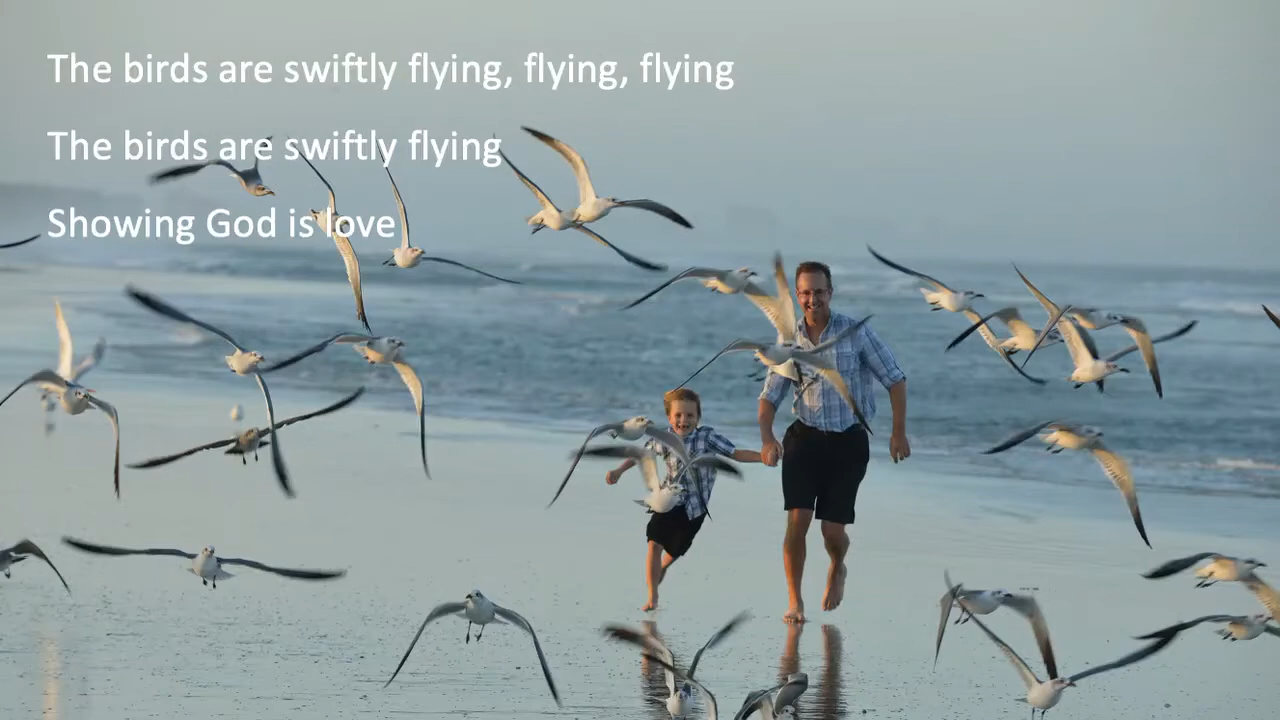 The birds are swiftly flying, flying, flying
The birds are swiftly flying
Showing God is love